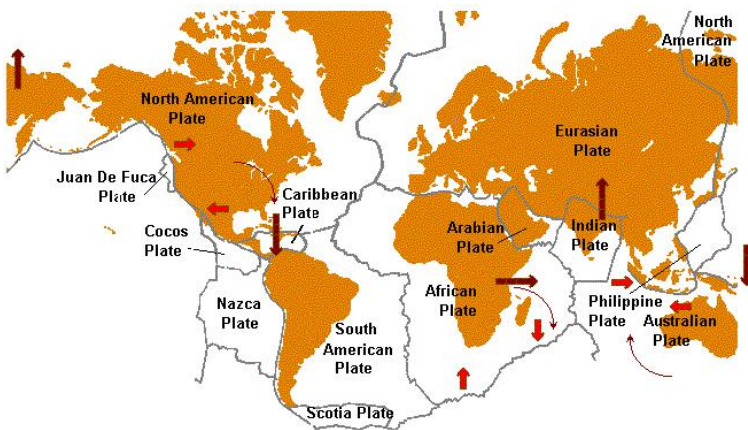 North
American
Plate
North American
Plate
Eurasian
Plate
Juan De Fuca
Plate
Caribbean
Plate
Cocos
Plate
Arabian
Plate
Indian
Plate
Nazca
Plate
African
Plate
Philippine
Plate
South
American
Plate
Australian
Plate
Scotia Plate